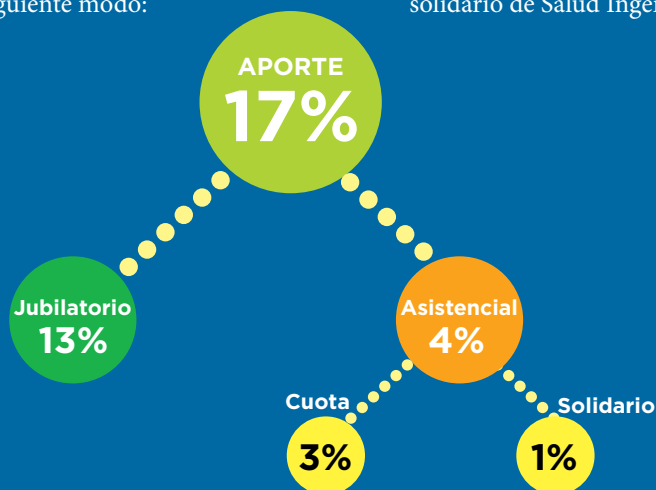 guiente modo:
solidario de Salud Inge
APORTE
17%
Jubilatorio
13%
Asistencial
4%
Cuota
3%
Solidario
1%